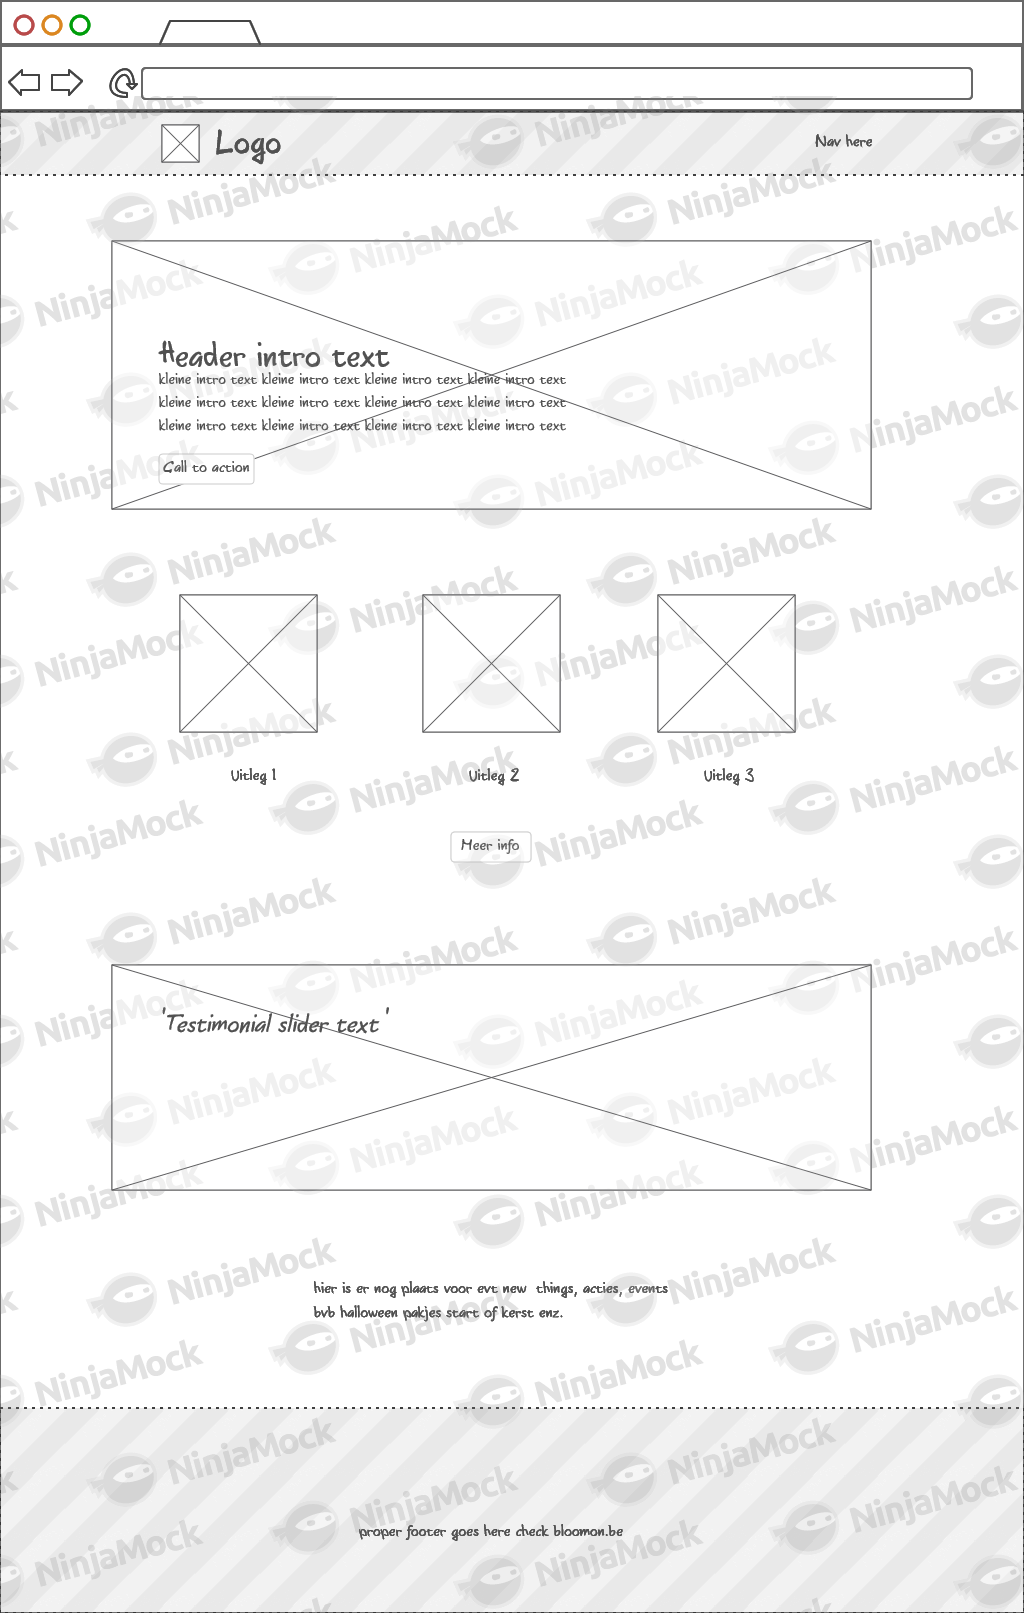 Logo
Nav here
Header intro text
kleine intro text kleine intro text kleine intro text kleine intro text
kleine intro text kleine intro text kleine intro text kleine intro text
kleine intro text kleine intro text kleine intro text kleine intro text
Call to action
Uitleg 1
Uitleg 2
Uitleg 3
Meer info
'Testimonial slider text'
hier is er nog plaats voor evt new things, acties, events
bvb halloween pakjes start of kerst enz.
proper footer goes here check bloomon.be
NinjaMock